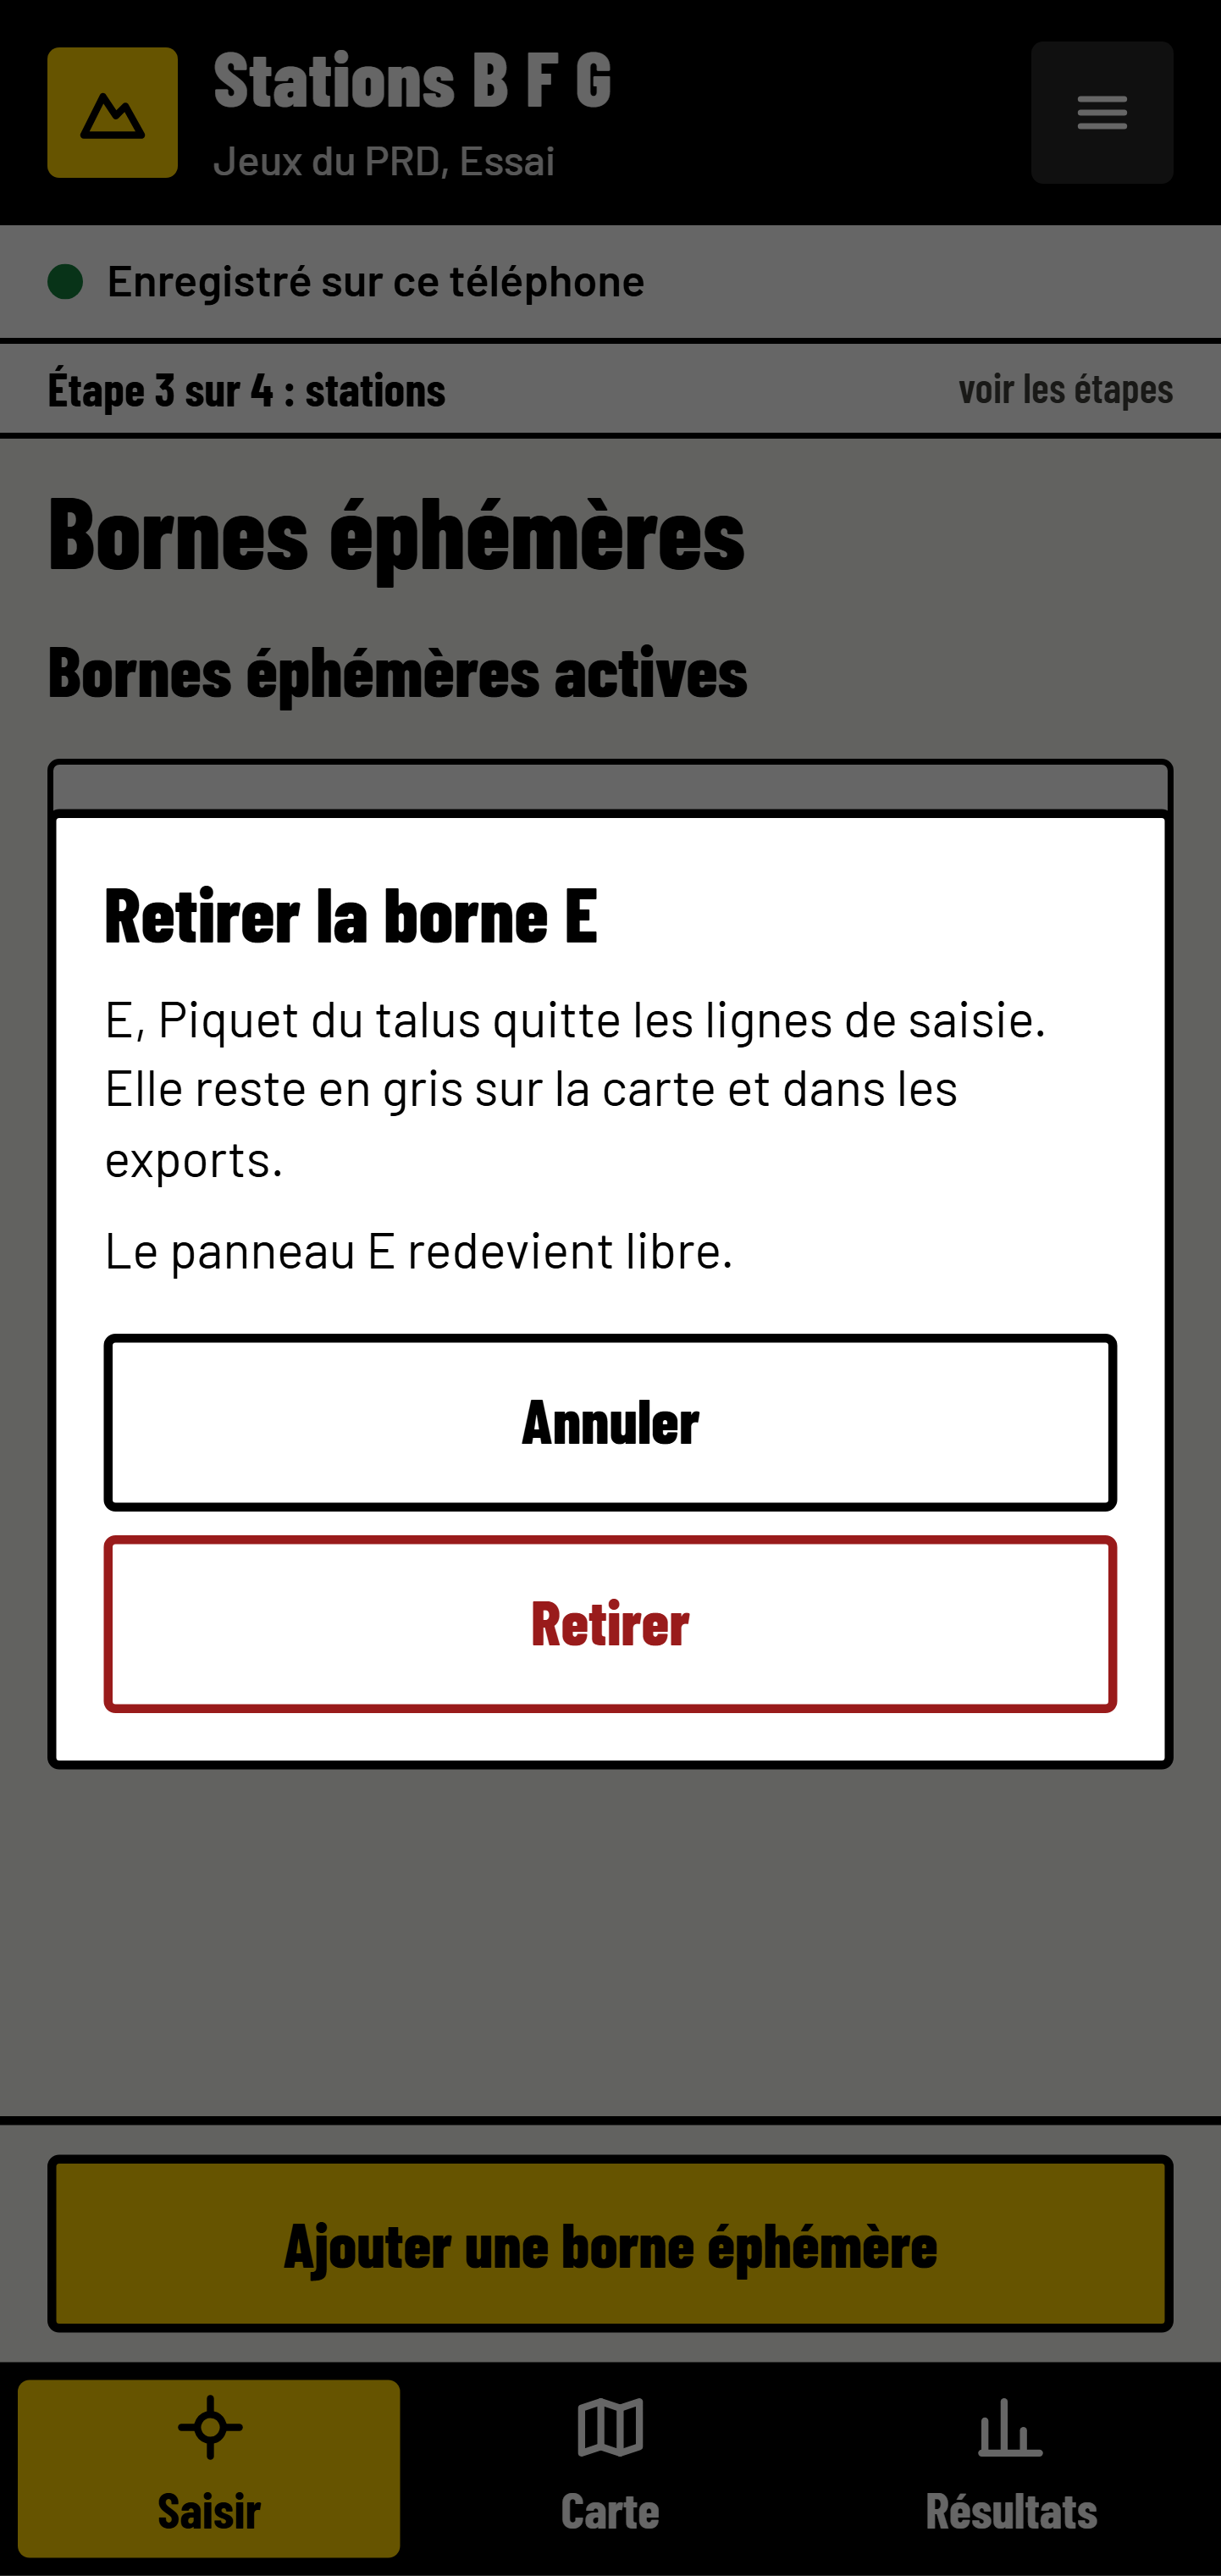 Stations B F G
Jeux du PRD, Essai
Enregistré sur ce téléphone
Étape 3 sur 4 : stations
voir les étapes
Bornes éphémères
Bornes éphémères actives
Retirer la borne E
E, Piquet du talus quitte les lignes de saisie.
Elle reste en gris sur la carte et dans les
exports.
Le panneau E redevient libre.
Annuler
Retirer
Ajouter une borne éphémère
Saisir
Carte
Résultats